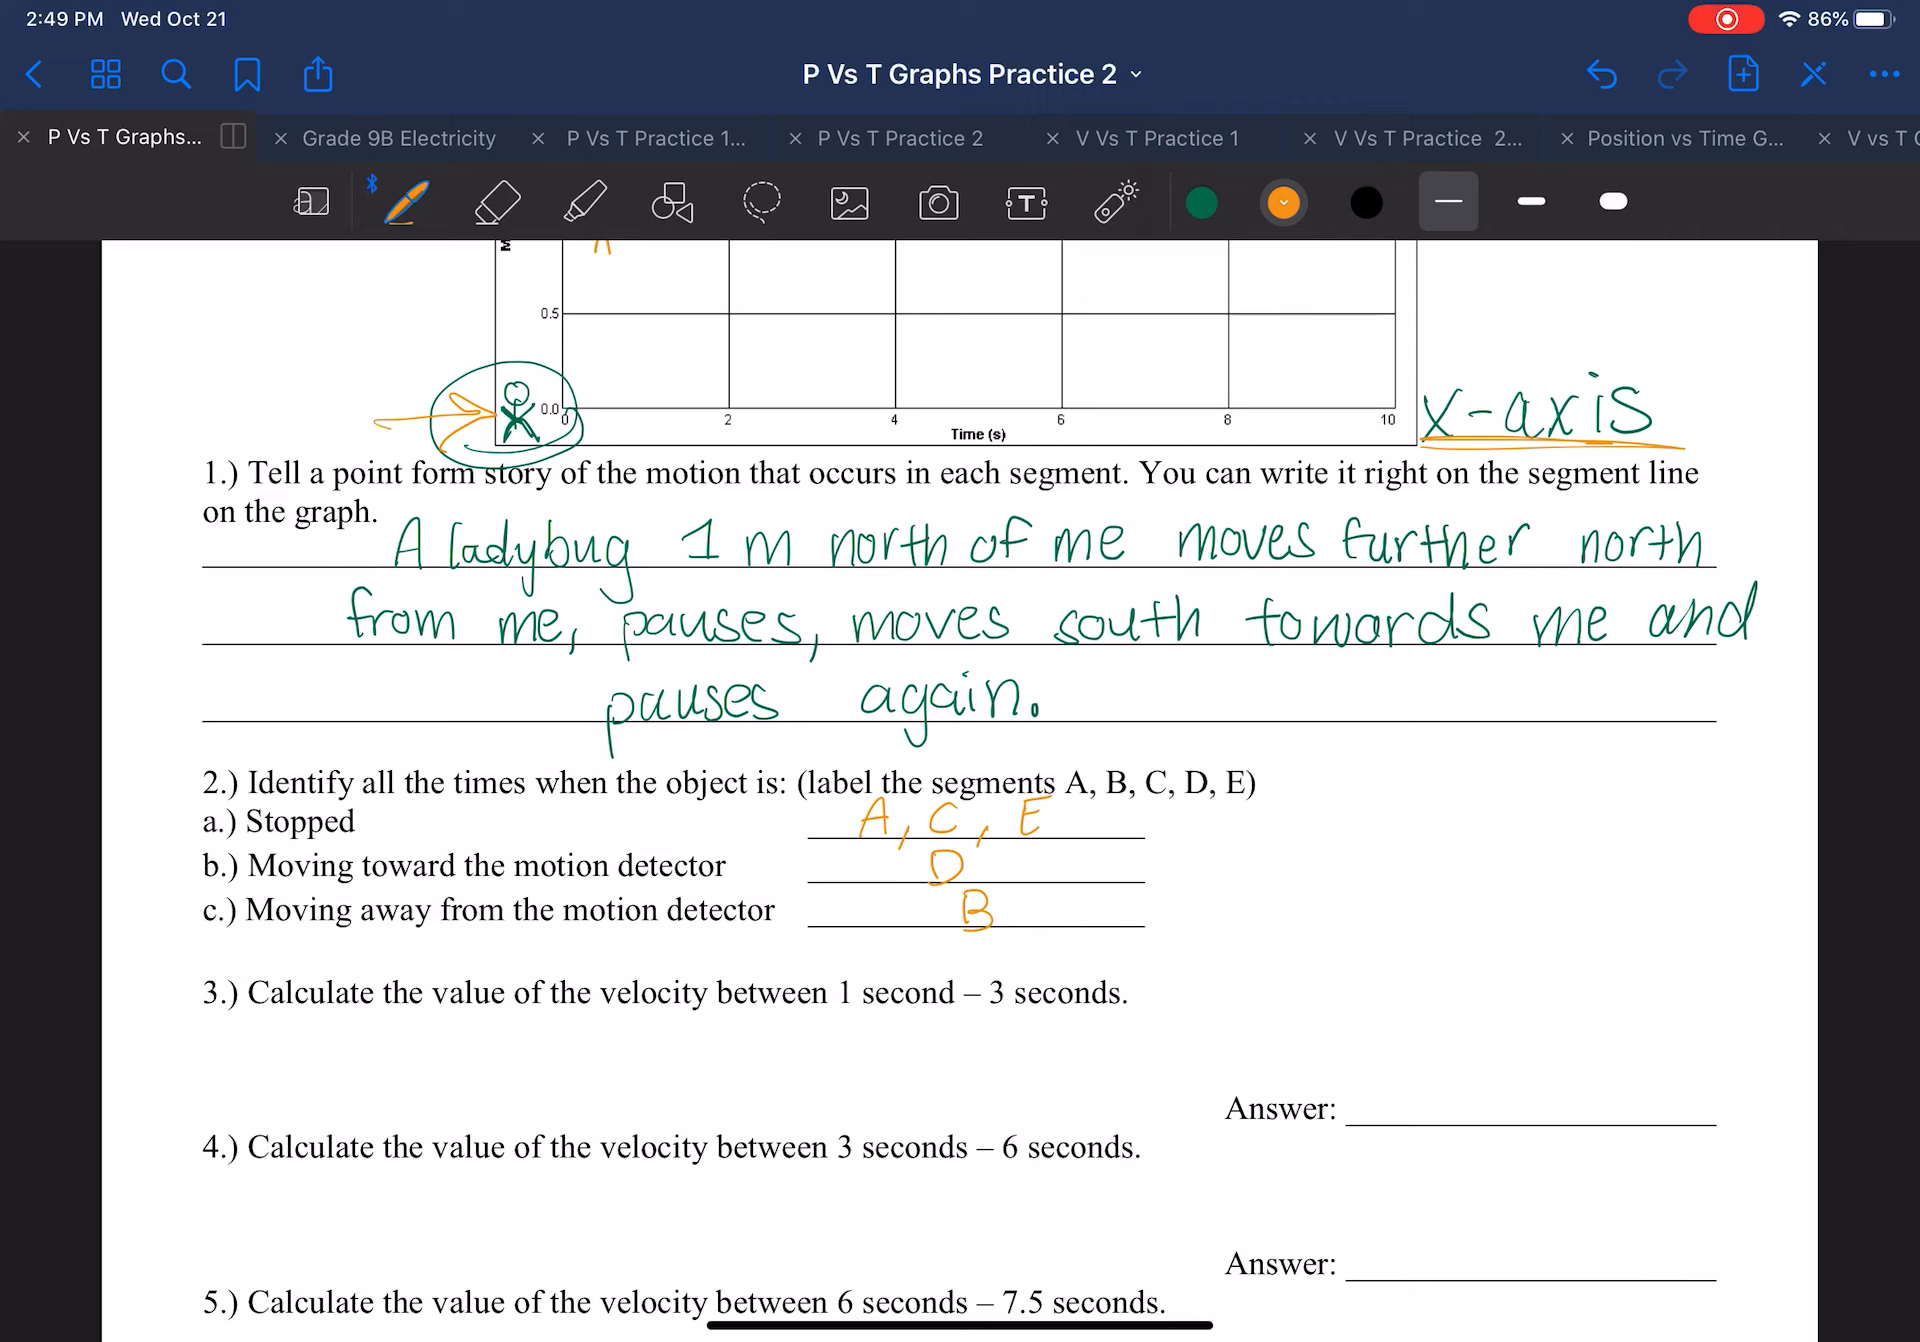 2:49 PM Wed Oct 21
86%
P Vs T Graphs Practice 2
P Vs T Graphs...
Grade 9B Electricity
P Vs T Practice 1...
P Vs T Practice 2
V Vs T Practice 1
V Vs T Practice 2...
Position vs Time G...
V vs T
0.5
0.0
0 2 4 6 8 10
Time (s)
x-axis
1.) Tell a point form story of the motion that occurs in each segment. You can write it right on the segment line
on the graph.
A ladybug 1 m north of me moves further north
from me, pauses, moves south towards me and
pauses again.
2.) Identify all the times when the object is: (label the segments A, B, C, D, E)
a.) Stopped A, C, E
b.) Moving toward the motion detector D
c.) Moving away from the motion detector B
3.) Calculate the value of the velocity between 1 second – 3 seconds.
Answer:
4.) Calculate the value of the velocity between 3 seconds – 6 seconds.
Answer:
5.) Calculate the value of the velocity between 6 seconds – 7.5 seconds.